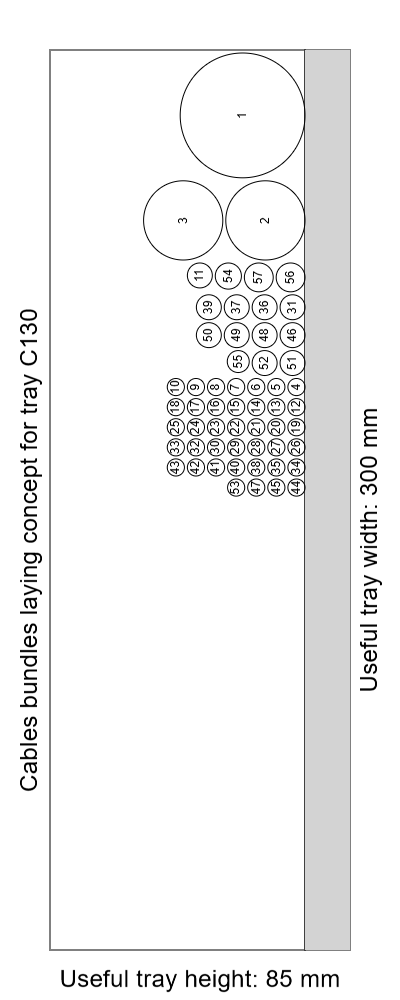 Cables bundles laying concept for tray C130
1
3 2
11 54 57 56
39 37 36 31
50 49 48 46
55 52 51
10 9 8 7 6 5 4
18 17 16 15 14 13 12
25 24 23 22 21 20 19
33 32 30 29 28 27 26
43 42 41 40 38 35 34
53 47 45 44
Useful tray width: 300 mm
Useful tray height: 85 mm